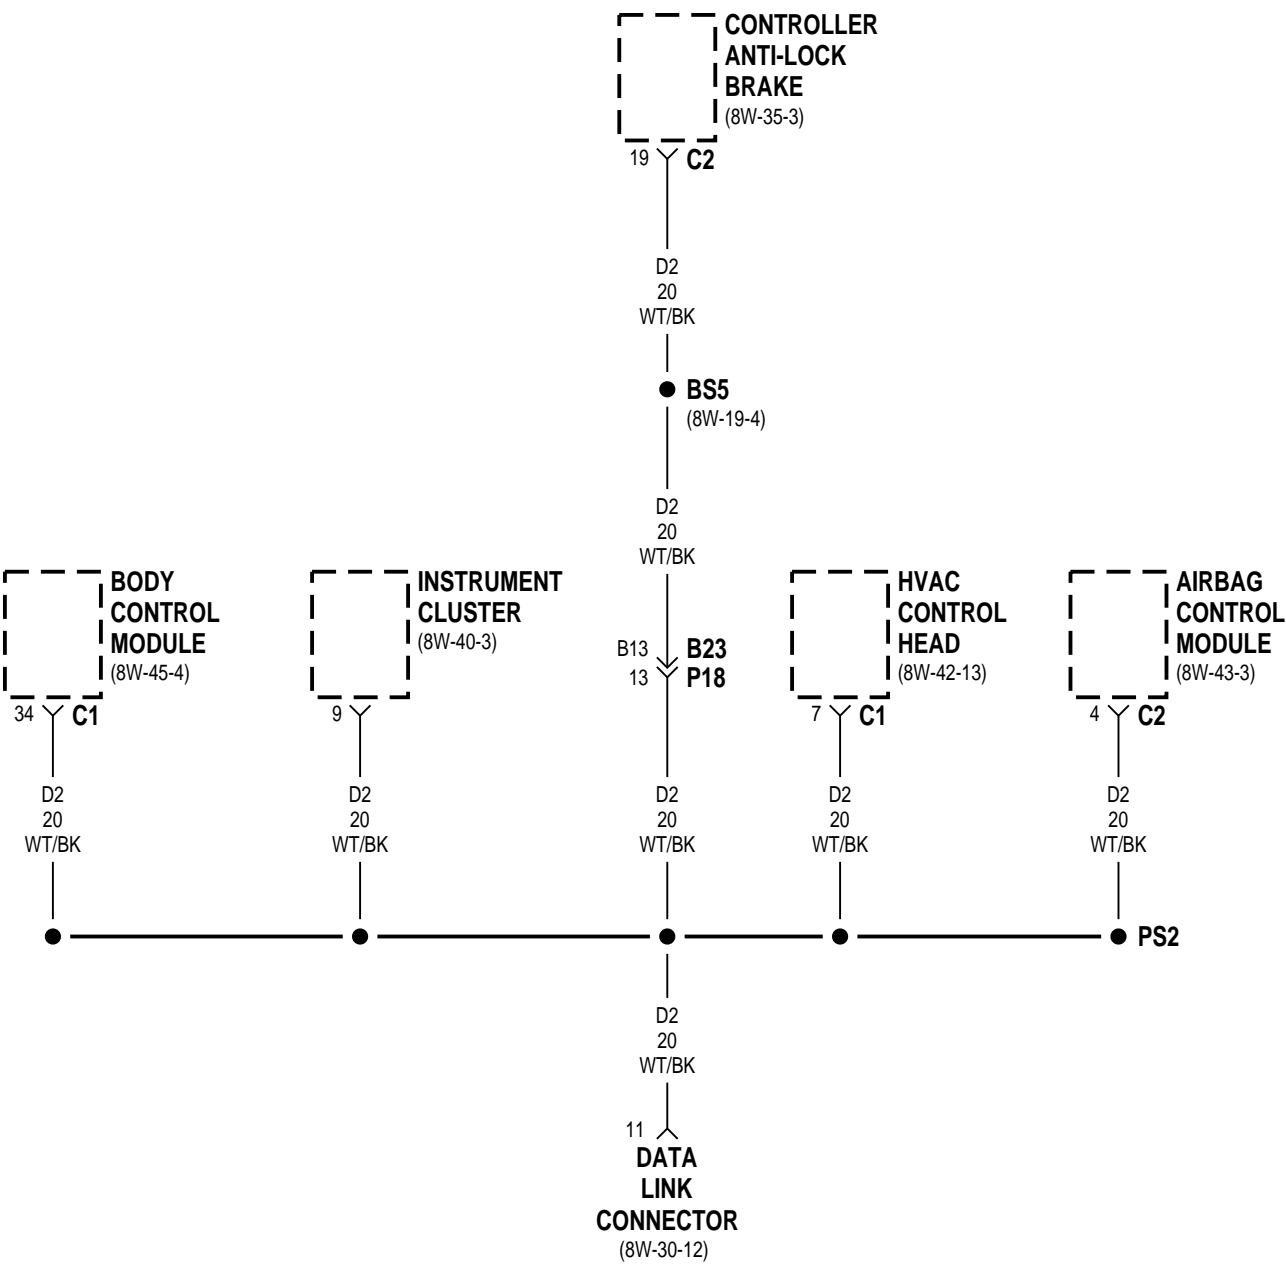 CONTROLLER
ANTI-LOCK
BRAKE
(8W-35-3)
19
C2
D2
20
WT/BK
BS5
(8W-19-4)
D2
20
WT/BK
BODY
CONTROL
MODULE
(8W-45-4)
34
C1
INSTRUMENT
CLUSTER
(8W-40-3)
9
B13
B23
13
P18
HVAC
CONTROL
HEAD
(8W-42-13)
7
C1
AIRBAG
CONTROL
MODULE
(8W-43-3)
4
C2
D2
20
WT/BK
D2
20
WT/BK
D2
20
WT/BK
D2
20
WT/BK
D2
20
WT/BK
PS2
D2
20
WT/BK
11
DATA
LINK
CONNECTOR
(8W-30-12)